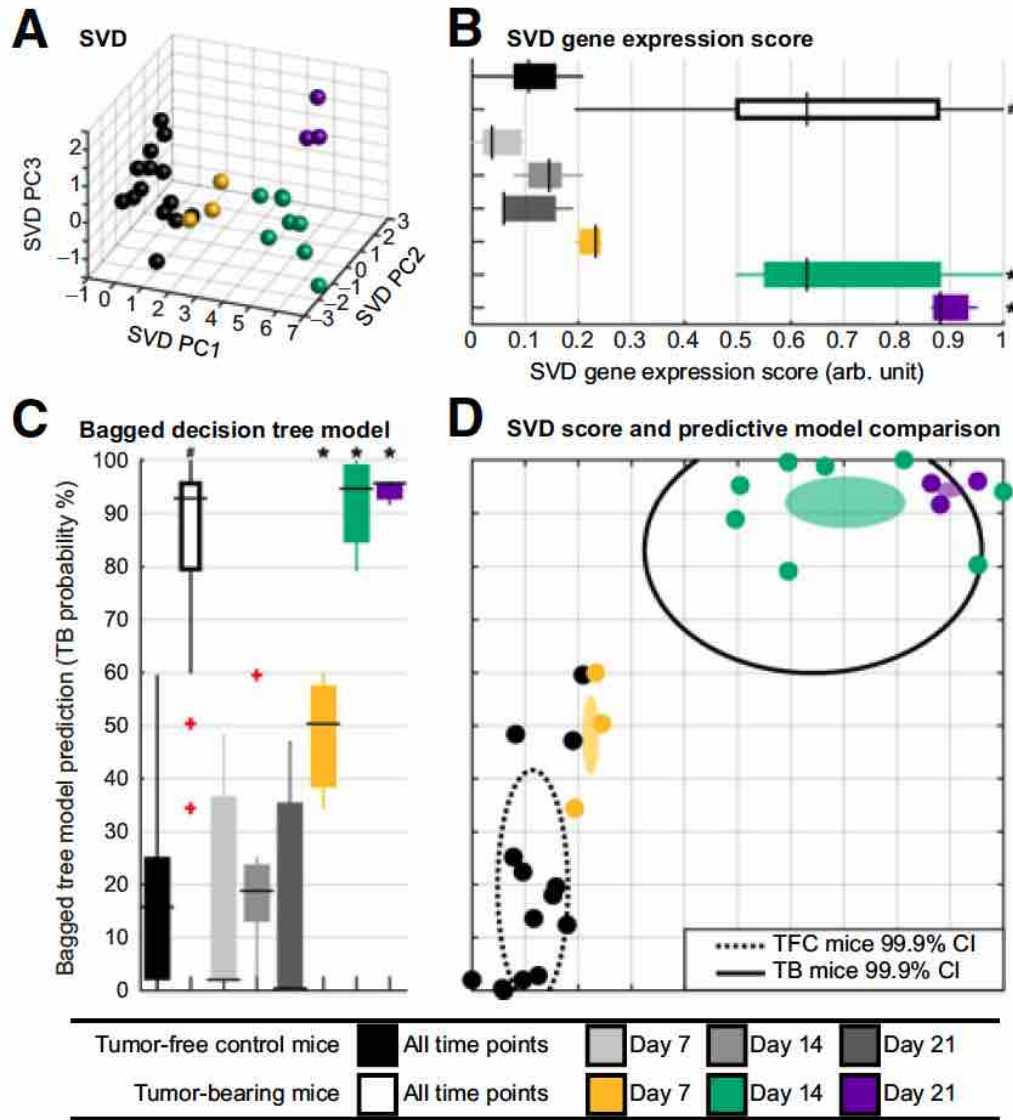 A
SVD
SVD PC3
2
1
0
−1
−1
0
1
2
3
4
5
6
7
SVD PC1
−3
−2
−1
0
1
2
3
SVD PC2
B
SVD gene expression score
#
*
*
0
0.1
0.2
0.3
0.4
0.5
0.6
0.7
0.8
0.9
1
SVD gene expression score (arb. unit)
C
Bagged decision tree model
Bagged tree model prediction (TB probability %)
# * * *
100
90
80
70
60
50
40
30
20
10
0
D
SVD score and predictive model comparison
TFC mice 99.9% CI
TB mice 99.9% CI
Tumor-free control mice All time points Day 7 Day 14 Day 21
Tumor-bearing mice All time points Day 7 Day 14 Day 21